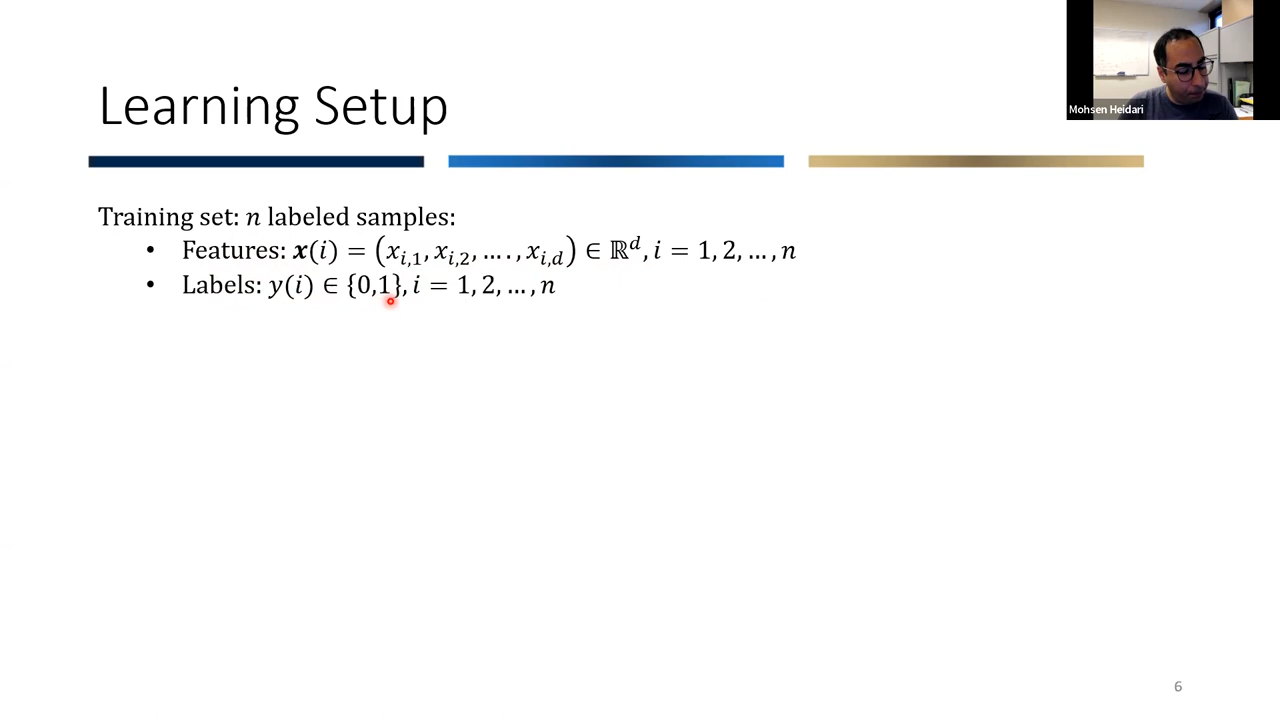 Mohsen Heidari
Learning Setup
Training set: n labeled samples:
• Features: 𝒙(i) = (x_{i,1}, x_{i,2}, …., x_{i,d}) ∈ ℝ^d, i = 1, 2, …, n
• Labels: y(i) ∈ {0,1}, i = 1, 2, …, n
6